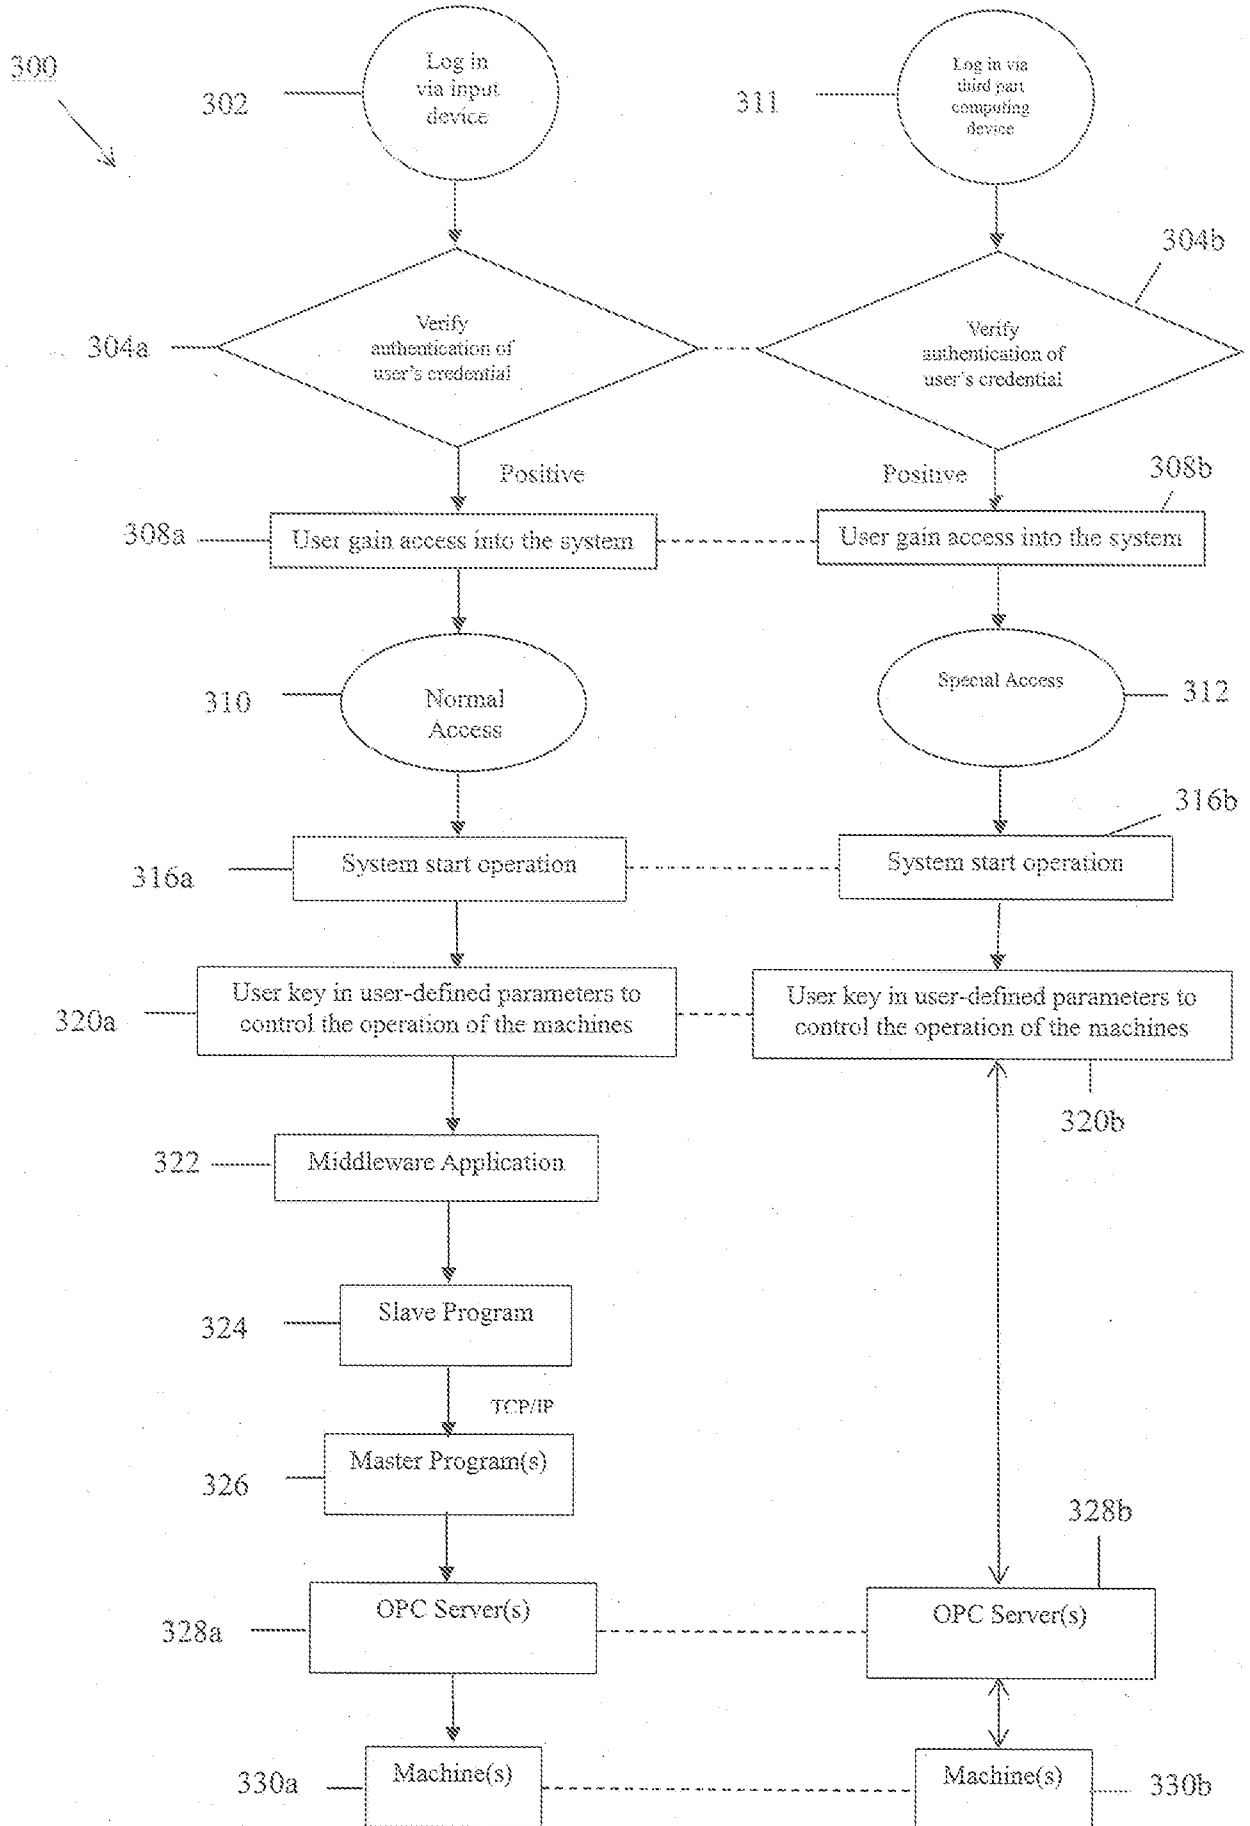 300
302
Log in
via input
device
311
Log in via
third part
computing
device
304a
Verify
authentication of
user's credential
304b
Verify
authentication of
user's credential
Positive
Positive
308a
User gain access into the system
308b
User gain access into the system
310
Normal
Access
Special Access
312
316a
System start operation
316b
System start operation
320a
User key in user-defined parameters to
control the operation of the machines
User key in user-defined parameters to
control the operation of the machines
320b
322
Middleware Application
324
Slave Program
TCP/IP
326
Master Program(s)
328a
OPC Server(s)
328b
OPC Server(s)
330a
Machine(s)
Machine(s)
330b